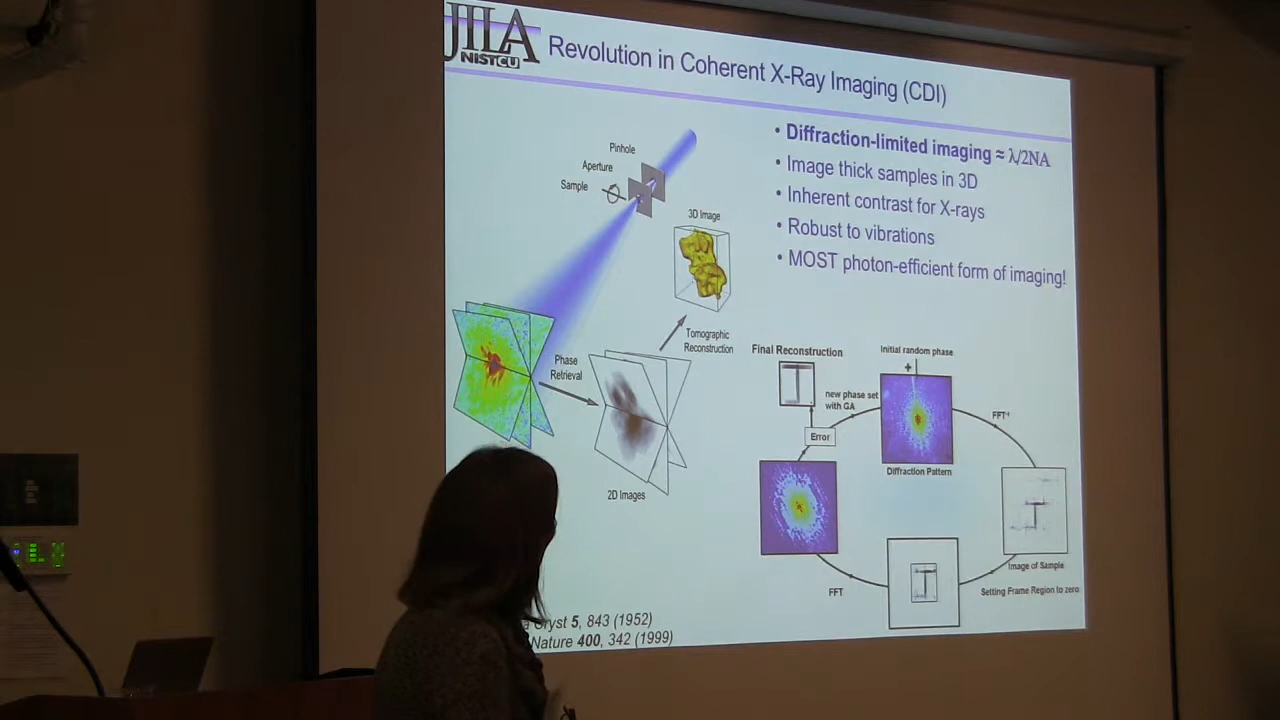 JILA
NIST CU
Revolution in Coherent X-Ray Imaging (CDI)
• Diffraction-limited imaging ≈ λ/2NA
• Image thick samples in 3D
• Inherent contrast for X-rays
• Robust to vibrations
• MOST photon-efficient form of imaging!
Pinhole
Aperture
Sample
3D Image
Tomographic
Reconstruction
Phase
Retrieval
2D Images
Final Reconstruction
Initial random phase
+
new phase set
with GA
FFT⁻¹
Error
Diffraction Pattern
Image of Sample
FFT
Setting Frame Region to zero
Cryst 5, 843 (1952)
Nature 400, 342 (1999)